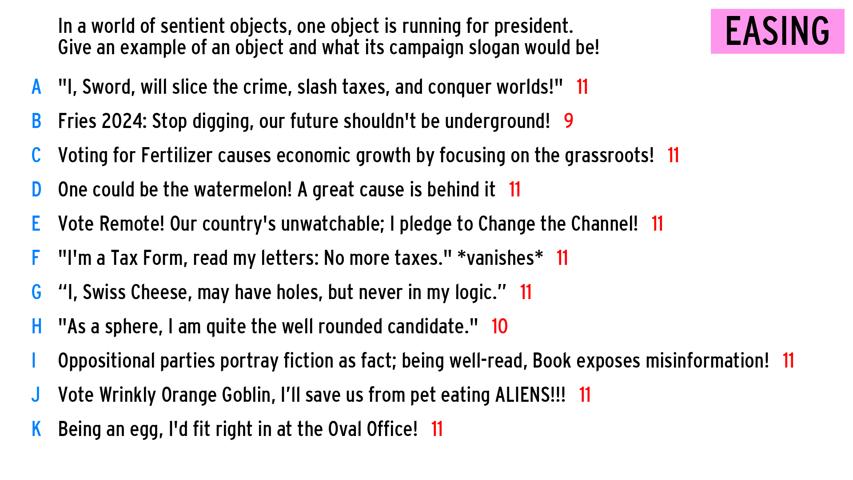 In a world of sentient objects, one object is running for president.
Give an example of an object and what its campaign slogan would be!
EASING
A "I, Sword, will slice the crime, slash taxes, and conquer worlds!" 11
B Fries 2024: Stop digging, our future shouldn't be underground! 9
C Voting for Fertilizer causes economic growth by focusing on the grassroots! 11
D One could be the watermelon! A great cause is behind it 11
E Vote Remote! Our country's unwatchable; I pledge to Change the Channel! 11
F "I'm a Tax Form, read my letters: No more taxes." *vanishes* 11
G “I, Swiss Cheese, may have holes, but never in my logic.” 11
H "As a sphere, I am quite the well rounded candidate." 10
I Oppositional parties portray fiction as fact; being well-read, Book exposes misinformation! 11
J Vote Wrinkly Orange Goblin, I’ll save us from pet eating ALIENS!!! 11
K Being an egg, I'd fit right in at the Oval Office! 11